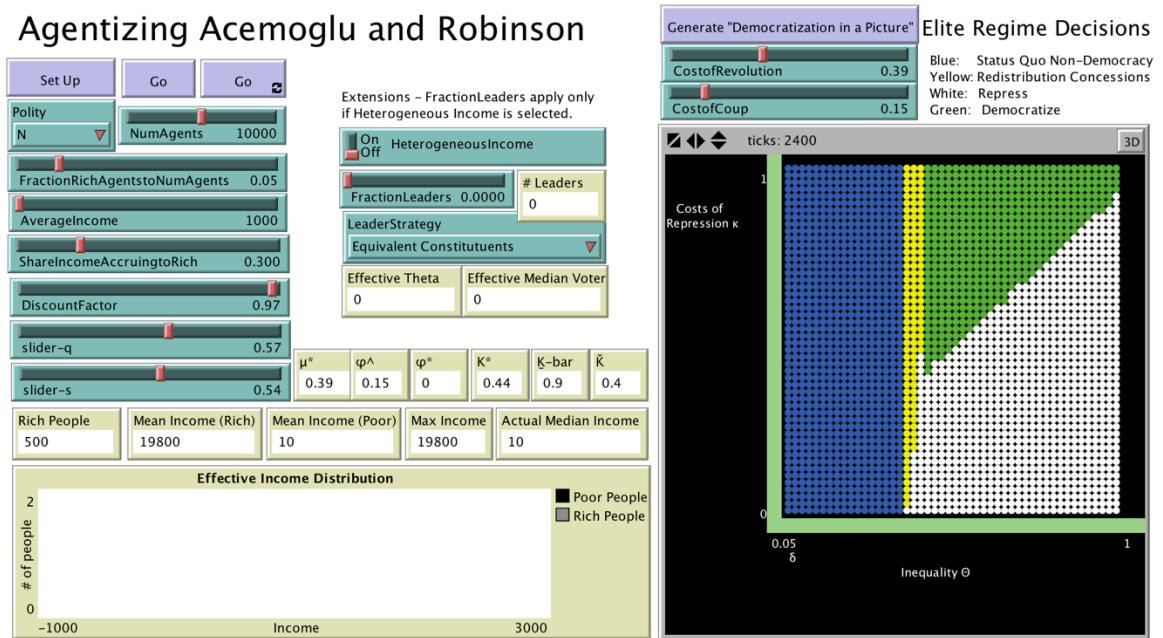 Agentizing Acemoglu and Robinson
Set Up
Go
Go
Polity
N
NumAgents 10000
FractionRichAgentstoNumAgents 0.05
AverageIncome 1000
ShareIncomeAccruingtoRich 0.300
DiscountFactor 0.97
slider-q 0.57
slider-s 0.54
Extensions – FractionLeaders apply only
if Heterogeneous Income is selected.
On
Off
HeterogeneousIncome
FractionLeaders 0.0000
# Leaders
0
LeaderStrategy
Equivalent Constitutuents
Effective Theta
0
Effective Median Voter
0
μ*
0.39
φ^
0.15
φ*
0
K*
0.44
Ḵ-bar
0.9
Ǩ
0.4
Rich People
500
Mean Income (Rich)
19800
Mean Income (Poor)
10
Max Income
19800
Actual Median Income
10
Effective Income Distribution
2
# of people
0
-1000
Income
3000
Poor People
Rich People
Generate "Democratization in a Picture"
CostofRevolution 0.39
CostofCoup 0.15
Elite Regime Decisions
Blue: Status Quo Non-Democracy
Yellow: Redistribution Concessions
White: Repress
Green: Democratize
ticks: 2400
3D
1
Costs of
Repression κ
0
0.05
δ
1
Inequality Θ